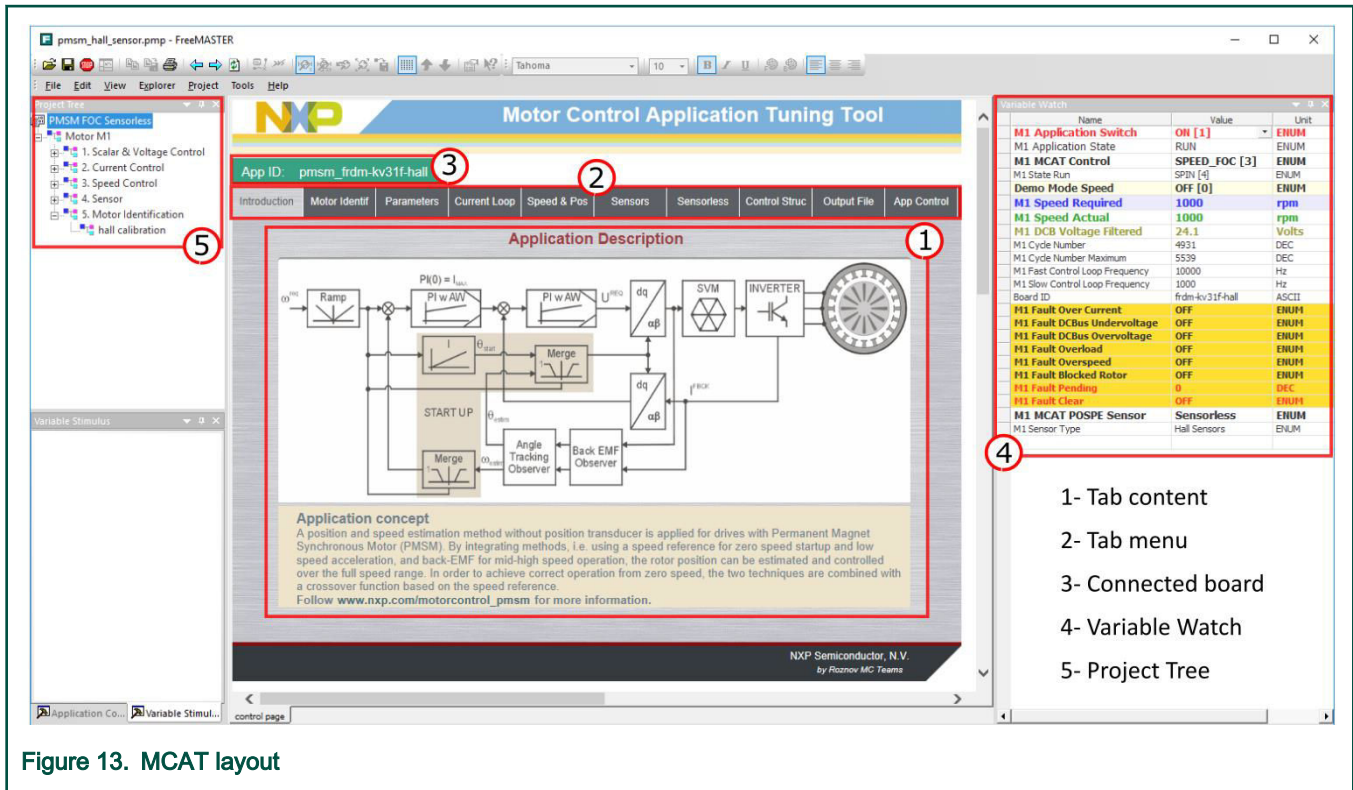 pmsm_hall_sensor.pmp - FreeMASTER
Tahoma
10
B I U
File Edit View Explorer Project Tools Help
Project Tree
PMSM FOC Sensorless
Motor M1
1. Scalar & Voltage Control
2. Current Control
3. Speed Control
4. Sensor
5. Motor Identification
hall calibration
5
Variable Stimulus
Application Co...
Variable Stimul...
NXP
Motor Control Application Tuning Tool
App ID: pmsm_frdm-kv31f-hall
3
2
Introduction
Motor Identif
Parameters
Current Loop
Speed & Pos
Sensors
Sensorless
Control Struc
Output File
App Control
Application Description
1
PI(0) = I
ωreq
Ramp
PI w AW
PI w AW
UREQ
dq
αβ
SVM
INVERTER
I
θstart
Merge
1
dq
αβ
IFBCK
START UP
θestim
Merge
1
ωestim
Angle
Tracking
Observer
Back EMF
Observer
Application concept
A position and speed estimation method without position transducer is applied for drives with Permanent Magnet
Synchronous Motor (PMSM). By integrating methods, i.e. using a speed reference for zero speed startup and low
speed acceleration, and back-EMF for mid-high speed operation, the rotor position can be estimated and controlled
over the full speed range. In order to achieve correct operation from zero speed, the two techniques are combined with
a crossover function based on the speed reference.
Follow www.nxp.com/motorcontrol_pmsm for more information.
NXP Semiconductor, N.V.
by Roznov MC Teams
control page
Variable Watch
Name Value Unit
M1 Application Switch ON [1] ENUM
M1 Application State RUN ENUM
M1 MCAT Control SPEED_FOC [3] ENUM
M1 State Run SPIN [4] ENUM
Demo Mode Speed OFF [0] ENUM
M1 Speed Required 1000 rpm
M1 Speed Actual 1000 rpm
M1 DCB Voltage Filtered 24.1 Volts
M1 Cycle Number 4931 DEC
M1 Cycle Number Maximum 5539 DEC
M1 Fast Control Loop Frequency 10000 Hz
M1 Slow Control Loop Frequency 1000 Hz
Board ID frdm-kv31f-hall ASCII
M1 Fault Over Current OFF ENUM
M1 Fault DCBus Undervoltage OFF ENUM
M1 Fault DCBus Overvoltage OFF ENUM
M1 Fault Overload OFF ENUM
M1 Fault Overspeed OFF ENUM
M1 Fault Blocked Rotor OFF ENUM
M1 Fault Pending 0 DEC
M1 Fault Clear OFF ENUM
M1 MCAT POSPE Sensor Sensorless ENUM
M1 Sensor Type Hall Sensors ENUM
4
1- Tab content
2- Tab menu
3- Connected board
4- Variable Watch
5- Project Tree
Figure 13. MCAT layout